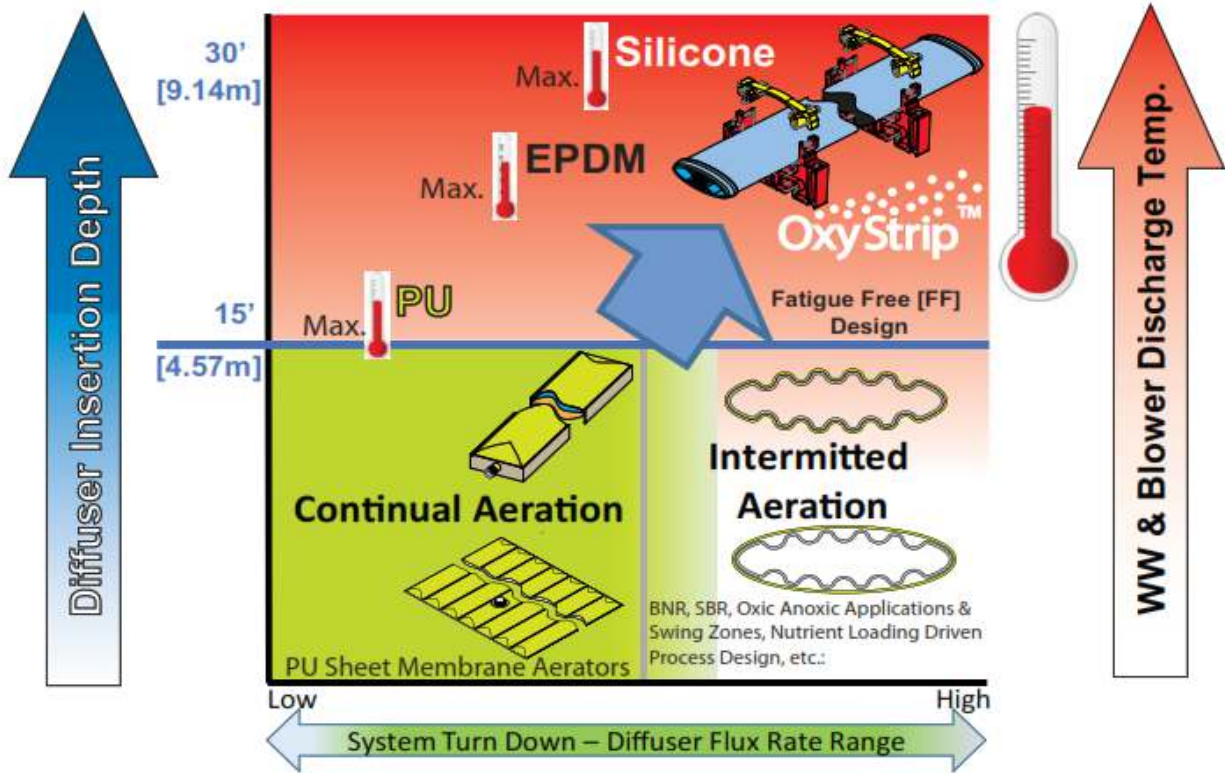 30'
[9.14m]
15'
[4.57m]
Diffuser Insertion Depth
Max.
Silicone
Max.
EPDM
Max.
PU
OxyStrip™
Fatigue Free [FF]
Design
Continual Aeration
PU Sheet Membrane Aerators
Intermitted
Aeration
BNR, SBR, Oxic Anoxic Applications &
Swing Zones, Nutrient Loading Driven
Process Design, etc.:
WW & Blower Discharge Temp.
Low
High
System Turn Down – Diffuser Flux Rate Range